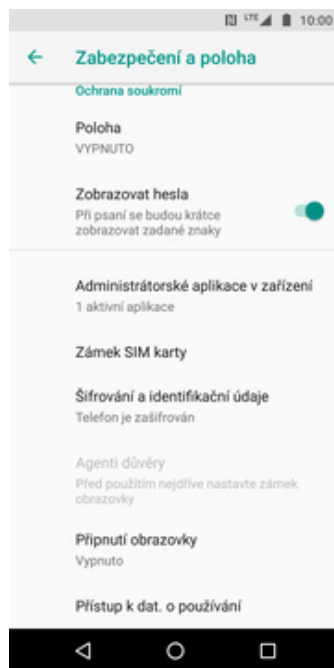 LTE 10:00
Zabezpečení a poloha
Ochrana soukromí
Poloha
VYPNUTO
Zobrazovat hesla
Při psaní se budou krátce
zobrazovat zadané znaky
Administrátorské aplikace v zařízení
1 aktivní aplikace
Zámek SIM karty
Šifrování a identifikační údaje
Telefon je zašifrován
Agenti důvěry
Před použitím nejdříve nastavte zámek
obrazovky
Připnutí obrazovky
Vypnuto
Přístup k dat. o používání